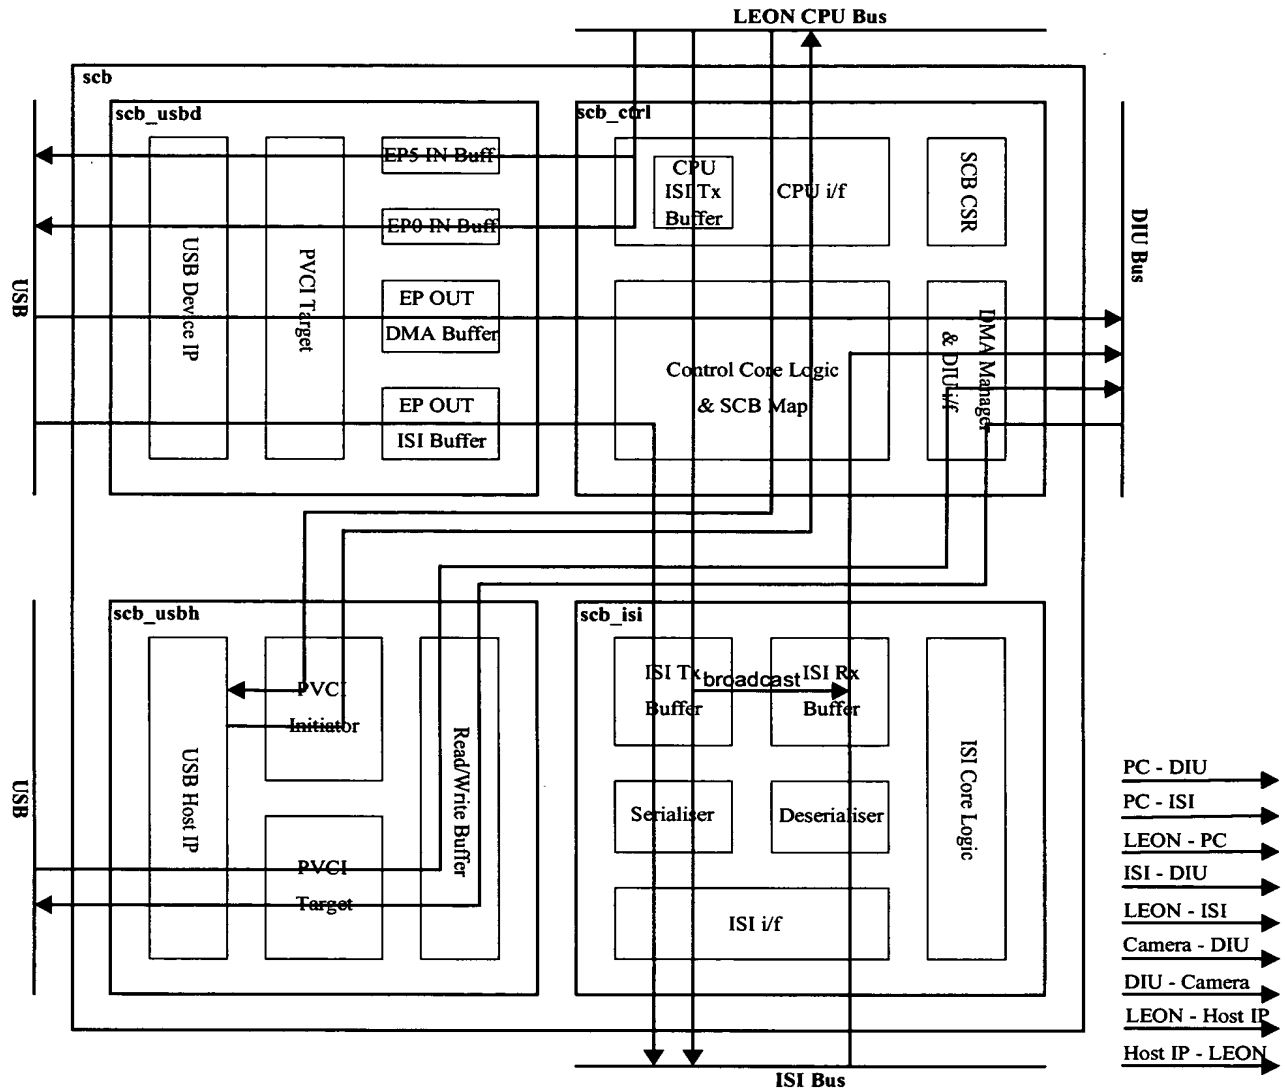 LEON CPU Bus
scb
scb_usbd
scb_ctrl
EP5 IN Buff
EP0 IN Buff
EP OUT
DMA Buffer
EP OUT
ISI Buffer
USB Device IP
PVCI Target
USB
CPU
ISI Tx
Buffer
CPU i/f
SCB CSR
Control Core Logic
& SCB Map
DMA Manager
& DIU i/f
DIU Bus
scb_usbh
scb_isi
PVCI
Initiator
USB Host IP
PVCI
Target
Read/Write Buffer
USB
ISI Tx
Buffer
broadcast
ISI Rx
Buffer
Serialiser
Deserialiser
ISI i/f
ISI Core Logic
PC - DIU
PC - ISI
LEON - PC
ISI - DIU
LEON - ISI
Camera - DIU
DIU - Camera
LEON - Host IP
Host IP - LEON
ISI Bus